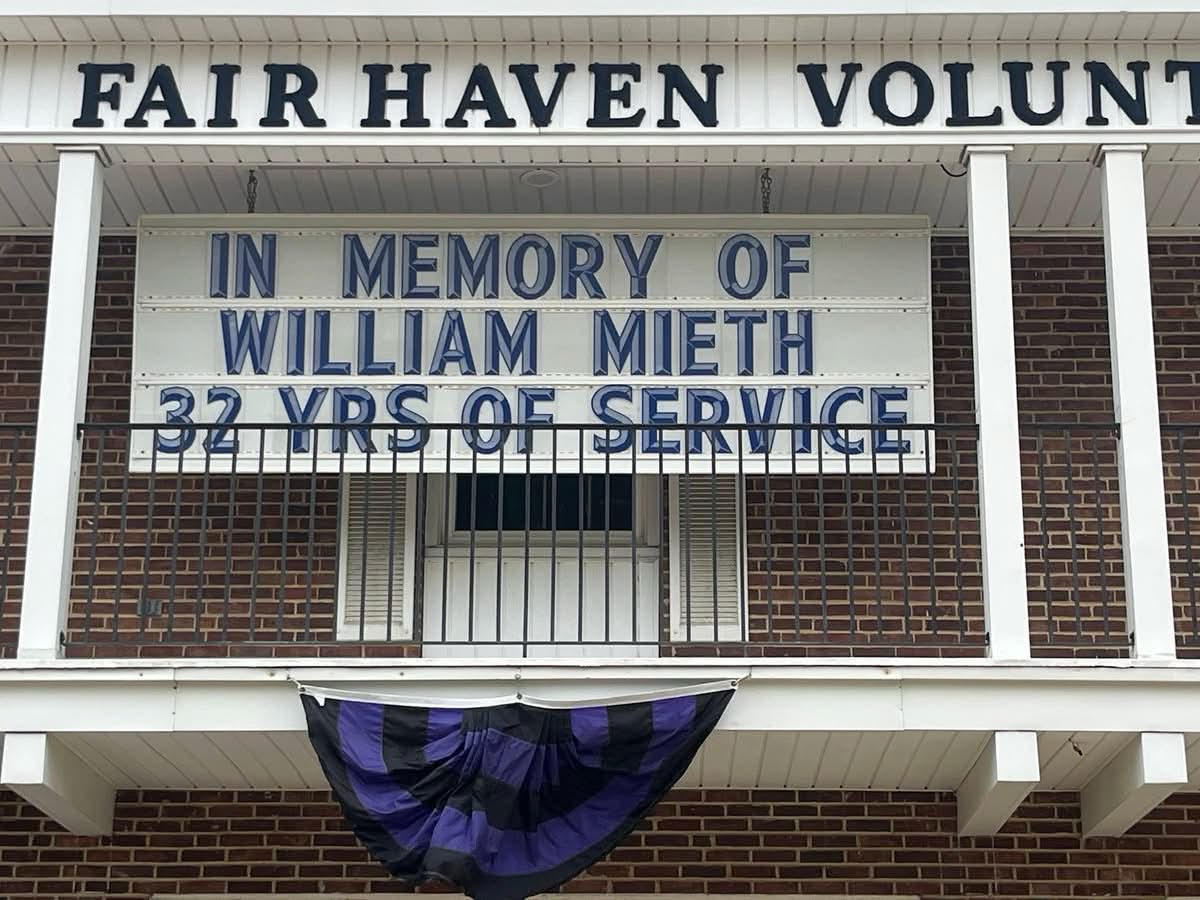 FAIR HAVEN VOLUNT
IN MEMORY OF
WILLIAM MIETH
32 YRS OF SERVICE